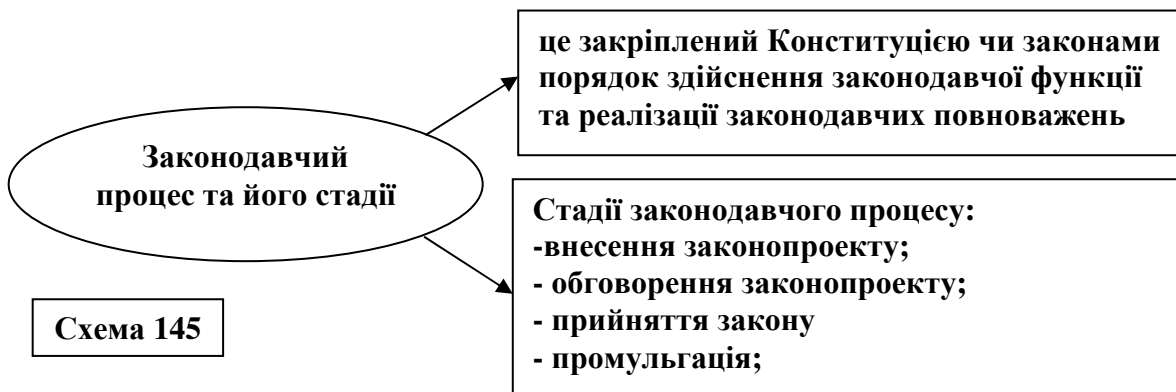 це закріплений Конституцією чи законами
порядок здійснення законодавчої функції
та реалізації законодавчих повноважень
Законодавчий
процес та його стадії
Стадії законодавчого процесу:
-внесення законопроекту;
- обговорення законопроекту;
- прийняття закону
- промульгація;
Схема 145